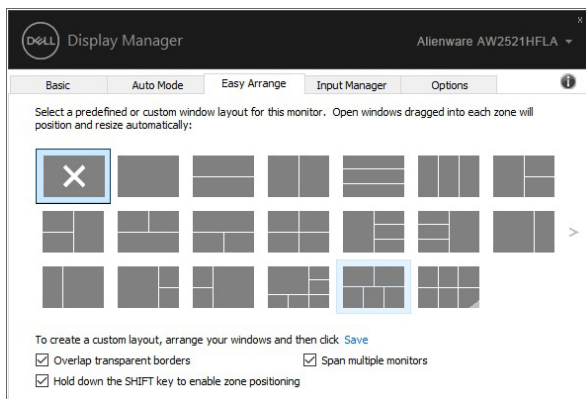 DELL Display Manager
Alienware AW2521HFLA
x
Basic
Auto Mode
Easy Arrange
Input Manager
Options
i
Select a predefined or custom window layout for this monitor. Open windows dragged into each zone will
position and resize automatically:
>
To create a custom layout, arrange your windows and then click Save
Overlap transparent borders
Span multiple monitors
Hold down the SHIFT key to enable zone positioning